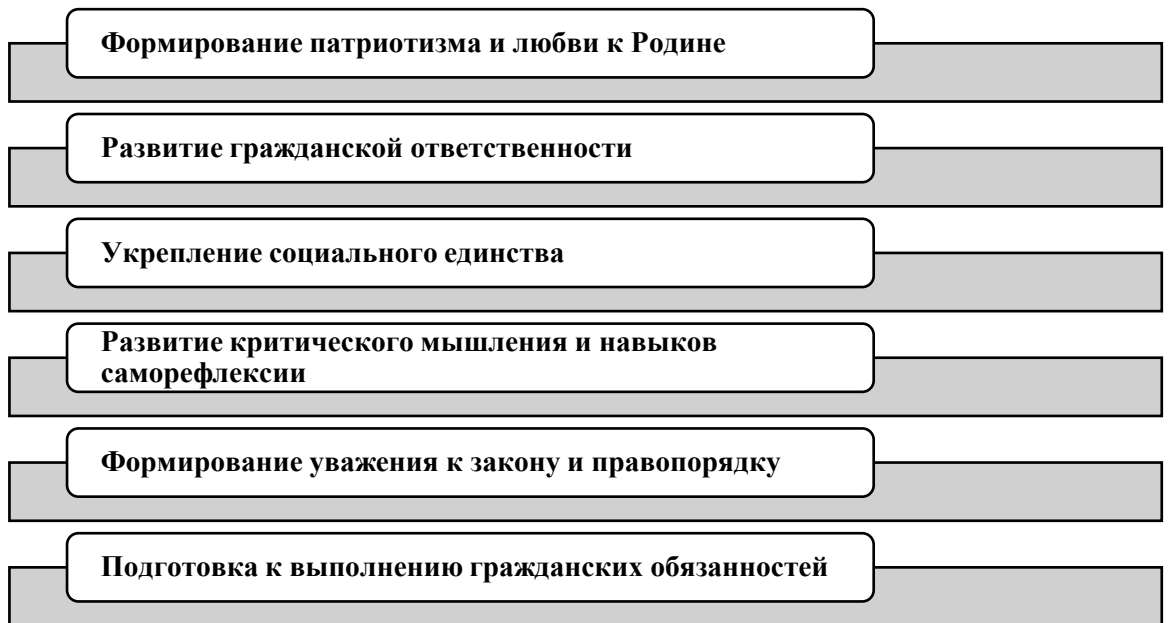 Формирование патриотизма и любви к Родине
Развитие гражданской ответственности
Укрепление социального единства
Развитие критического мышления и навыков
саморефлексии
Формирование уважения к закону и правопорядку
Подготовка к выполнению гражданских обязанностей